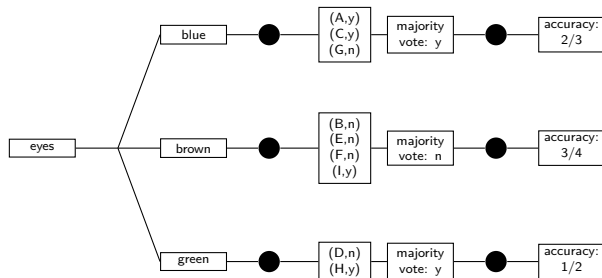 eyes
blue
(A,y)
(C,y)
(G,n)
majority
vote: y
accuracy:
2/3
brown
(B,n)
(E,n)
(F,n)
(I,y)
majority
vote: n
accuracy:
3/4
green
(D,n)
(H,y)
majority
vote: y
accuracy:
1/2